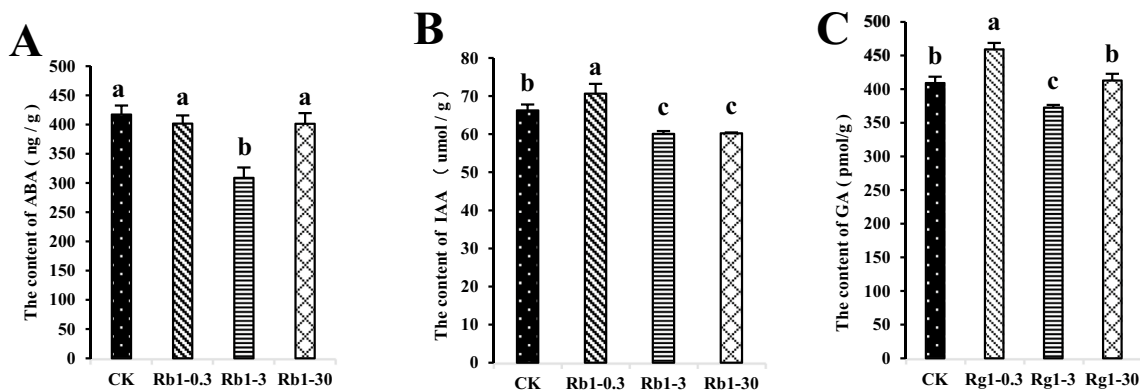 A
The content of ABA ( ng / g )
500
450
400
350
300
250
200
150
100
50
0
a
a
b
a
CK
Rb1-0.3
Rb1-3
Rb1-30
B
The content of IAA （ umol / g ）
80
70
60
50
40
30
20
10
0
b
a
c
c
CK
Rb1-0.3
Rb1-3
Rb1-30
C
The content of GA ( pmol/g )
500
450
400
350
300
250
200
150
100
50
0
b
a
c
b
CK
Rg1-0.3
Rg1-3
Rg1-30